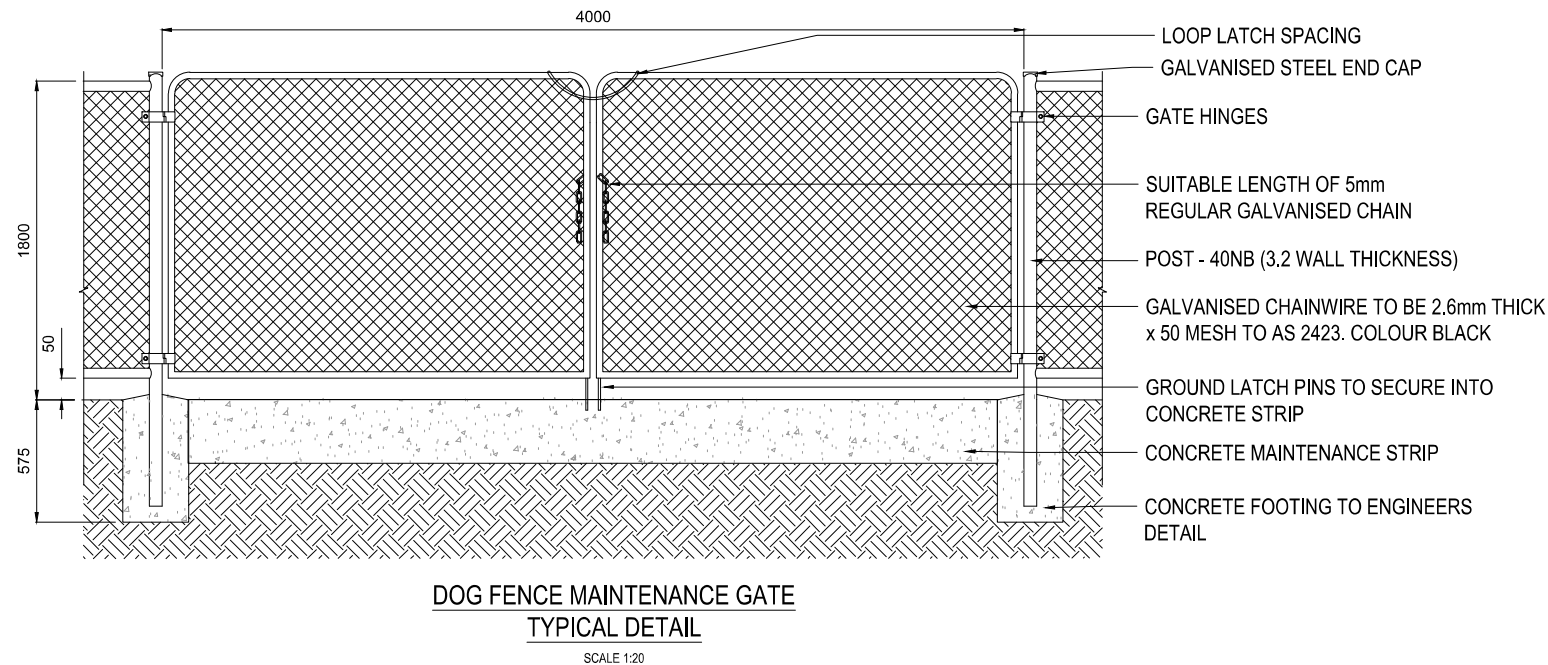 4000
LOOP LATCH SPACING
GALVANISED STEEL END CAP
GATE HINGES
SUITABLE LENGTH OF 5mm
REGULAR GALVANISED CHAIN
1800
POST - 40NB (3.2 WALL THICKNESS)
GALVANISED CHAINWIRE TO BE 2.6mm THICK
x 50 MESH TO AS 2423. COLOUR BLACK
50
GROUND LATCH PINS TO SECURE INTO
CONCRETE STRIP
575
CONCRETE MAINTENANCE STRIP
CONCRETE FOOTING TO ENGINEERS
DETAIL
DOG FENCE MAINTENANCE GATE
TYPICAL DETAIL
SCALE 1:20